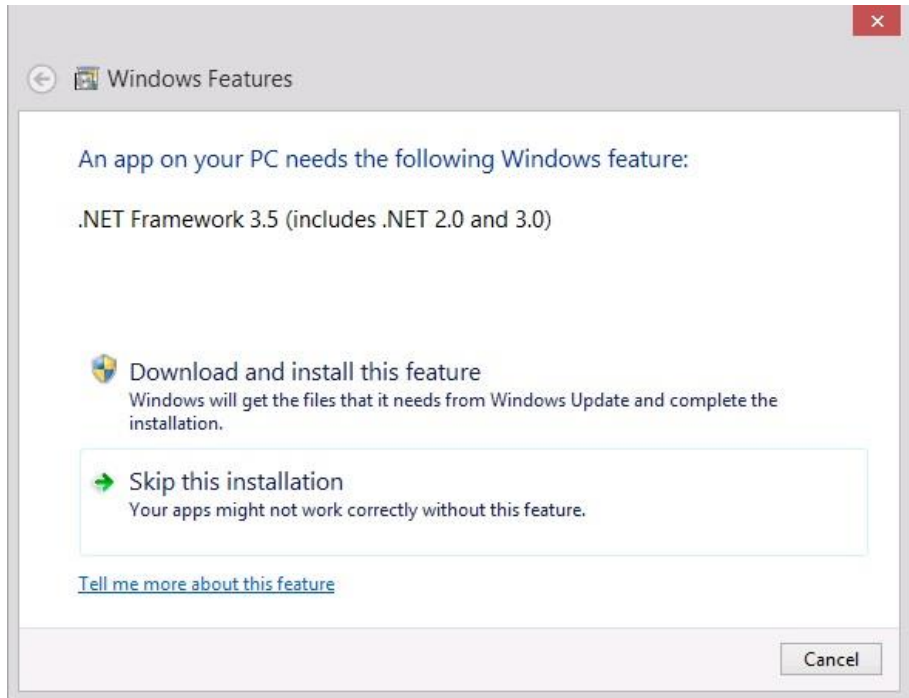 Windows Features
An app on your PC needs the following Windows feature:
.NET Framework 3.5 (includes .NET 2.0 and 3.0)
Download and install this feature
Windows will get the files that it needs from Windows Update and complete the
installation.
Skip this installation
Your apps might not work correctly without this feature.
Tell me more about this feature
Cancel